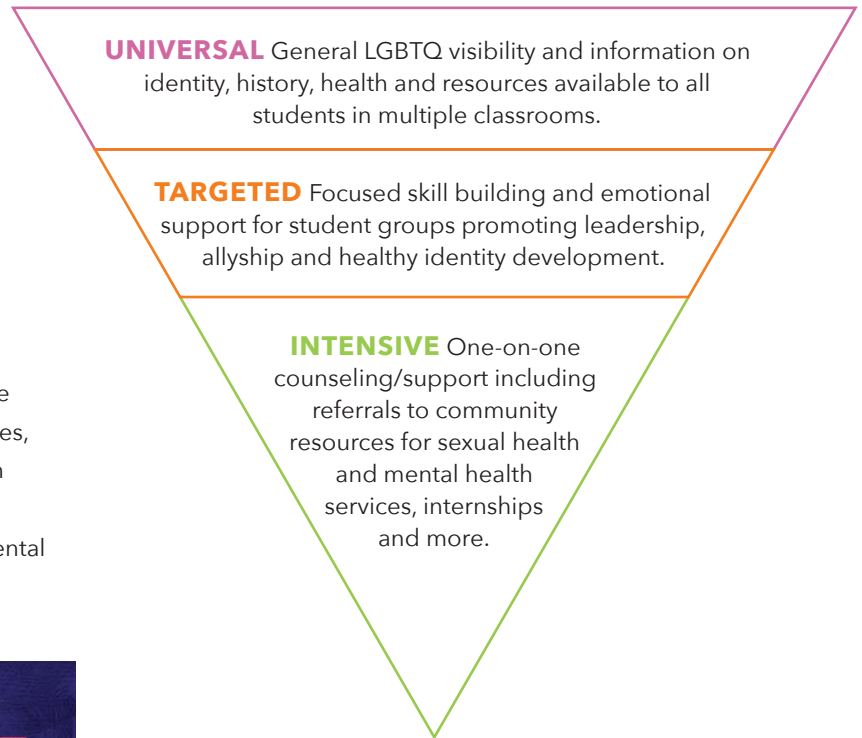 UNIVERSAL General LGBTQ visibility and information on
identity, history, health and resources available to all
students in multiple classrooms.
TARGETED Focused skill building and emotional
support for student groups promoting leadership,
allyship and healthy identity development.
INTENSIVE One-on-one
counseling/support including
referrals to community
resources for sexual health
and mental health
services, internships
and more.